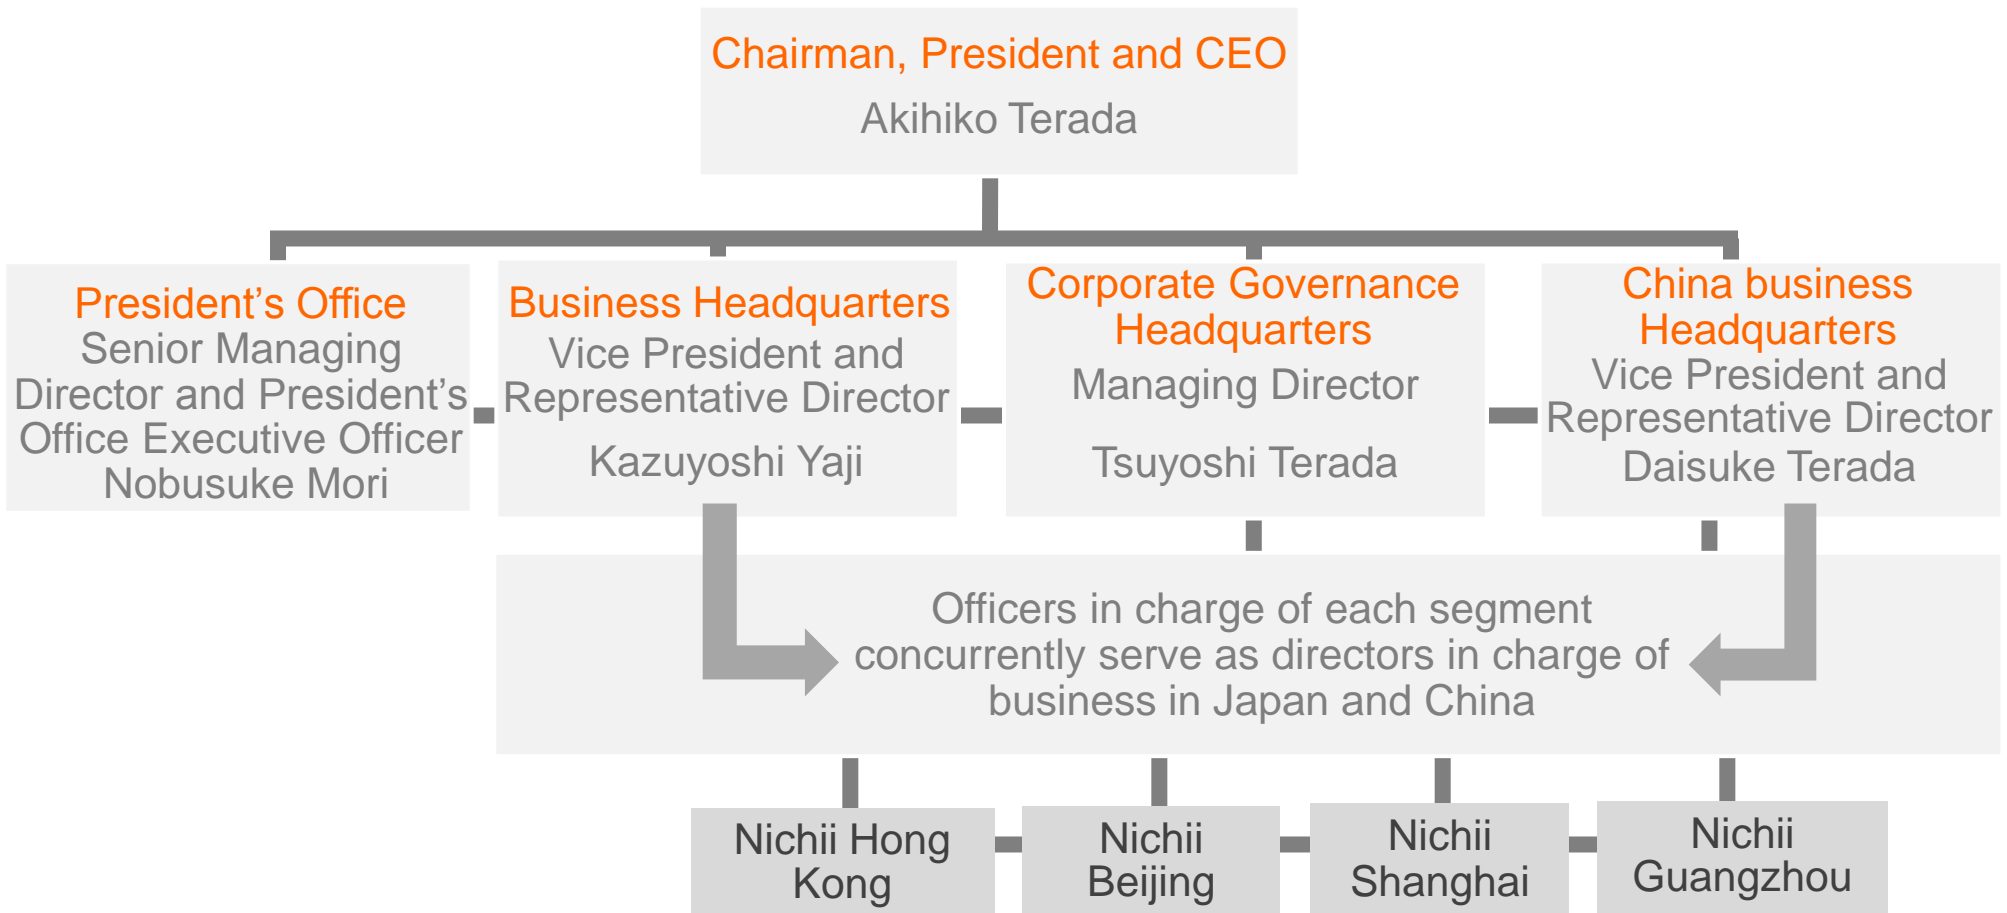 Chairman, President and CEO
Akihiko Terada
President’s Office
Senior Managing
Director and President’s
Office Executive Officer
Nobusuke Mori
Business Headquarters
Vice President and
Representative Director
Kazuyoshi Yaji
Corporate Governance
Headquarters
Managing Director
Tsuyoshi Terada
China business
Headquarters
Vice President and
Representative Director
Daisuke Terada
Officers in charge of each segment
concurrently serve as directors in charge of
business in Japan and China
Nichii Hong
Kong
Nichii
Beijing
Nichii
Shanghai
Nichii
Guangzhou